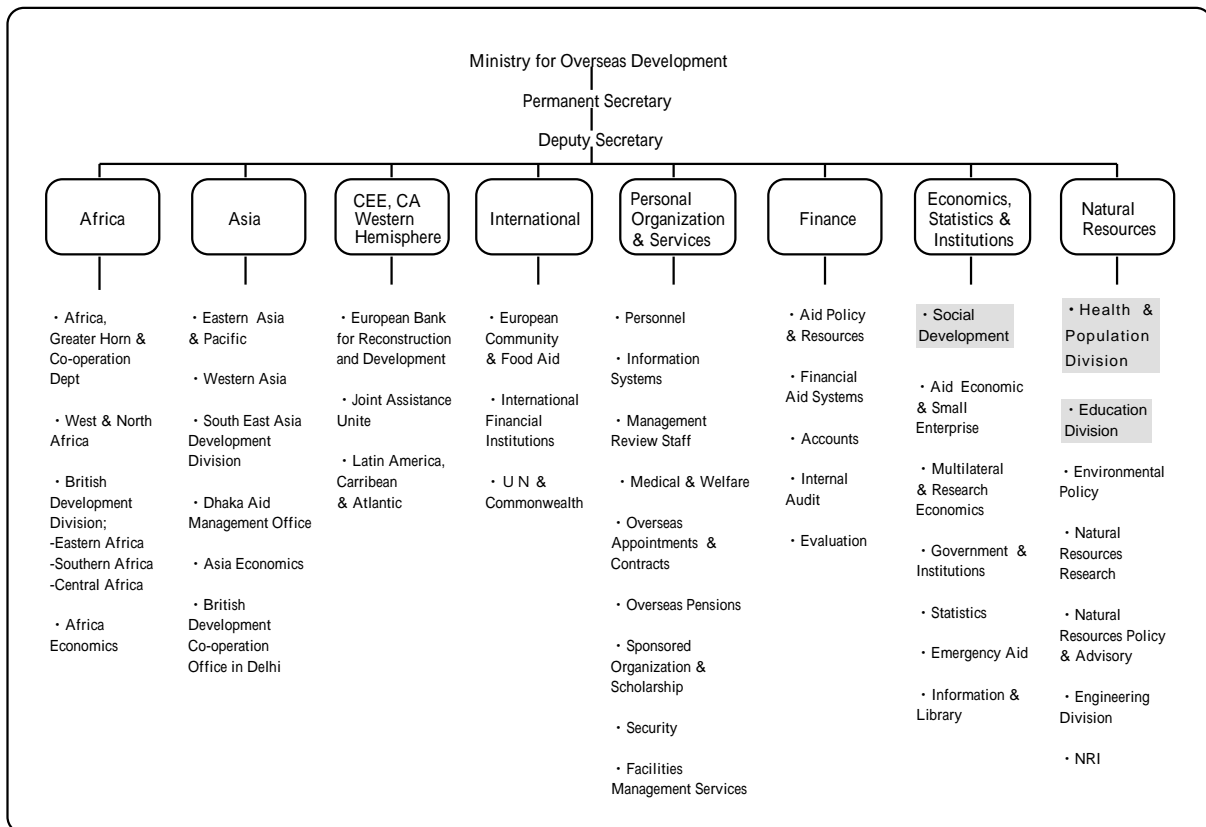 Ministry for Overseas Development
Permanent Secretary
Deputy Secretary
Africa
Asia
CEE, CA
Western
Hemisphere
International
Personal
Organization
& Services
Finance
Economics,
Statistics &
Institutions
Natural
Resources
・Africa,
Greater Horn &
Co-operation
Dept
・West & North
Africa
・British
Development
Division;
-Eastern Africa
-Southern Africa
-Central Africa
・Africa
Economics
・Eastern Asia
& Pacific
・Western Asia
・South East Asia
Development
Division
・Dhaka Aid
Management Office
・Asia Economics
・British
Development
Co-operation
Office in Delhi
・European Bank
for Reconstruction
and Development
・Joint Assistance
Unite
・Latin America,
Carribean
& Atlantic
・European
Community
& Food Aid
・International
Financial
Institutions
・U N &
Commonwealth
・Personnel
・Information
Systems
・Management
Review Staff
・Medical & Welfare
・Overseas
Appointments &
Contracts
・Overseas Pensions
・Sponsored
Organization &
Scholarship
・Security
・Facilities
Management Services
・Aid Policy
& Resources
・Financial
Aid Systems
・Accounts
・Internal
Audit
・Evaluation
・Social
Development
・Aid Economic
& Small
Enterprise
・Multilateral
& Research
Economics
・Government &
Institutions
・Statistics
・Emergency Aid
・Information &
Library
・Health &
Population
Division
・Education
Division
・Environmental
Policy
・Natural
Resources
Research
・Natural
Resources Policy
& Advisory
・Engineering
Division
・NRI